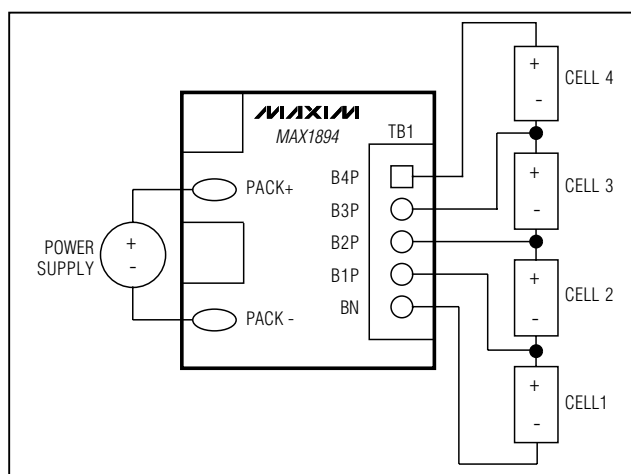 MAXIM
MAX1894
TB1
B4P
B3P
B2P
B1P
BN
PACK+
PACK -
POWER
SUPPLY
+
-
+
-
CELL 4
+
-
CELL 3
+
-
CELL 2
+
-
CELL1